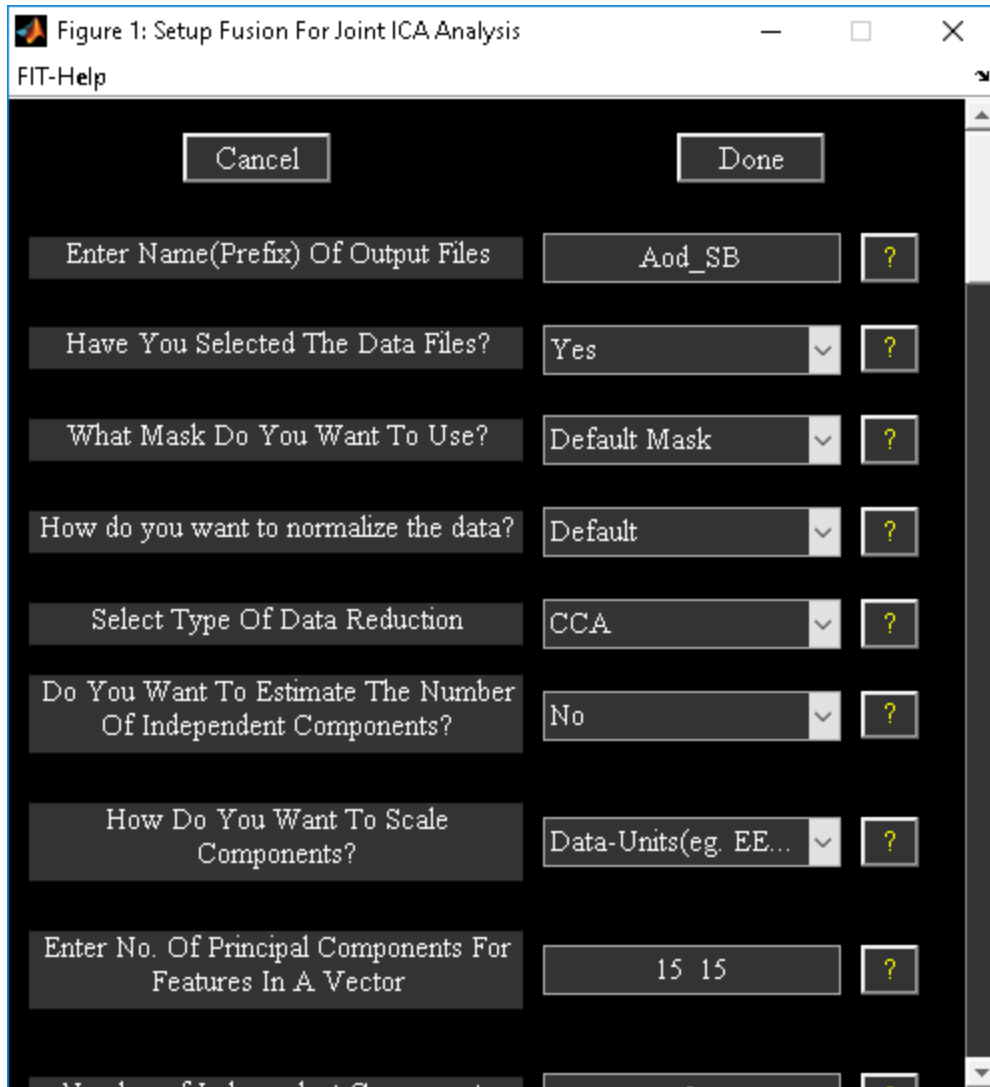 Figure 1: Setup Fusion For Joint ICA Analysis
FIT-Help
Cancel
Done
Enter Name(Prefix) Of Output Files
Aod_SB
?
Have You Selected The Data Files?
Yes
?
What Mask Do You Want To Use?
Default Mask
?
How do you want to normalize the data?
Default
?
Select Type Of Data Reduction
CCA
?
Do You Want To Estimate The Number
Of Independent Components?
No
?
How Do You Want To Scale
Components?
Data-Units(eg. EE...
?
Enter No. Of Principal Components For
Features In A Vector
15 15
?